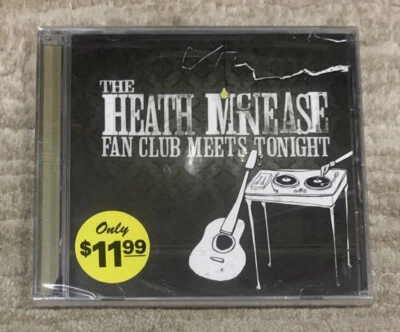 THE
HEATH McNEASE
FAN CLUB MEETS TONIGHT
Only
$11.99